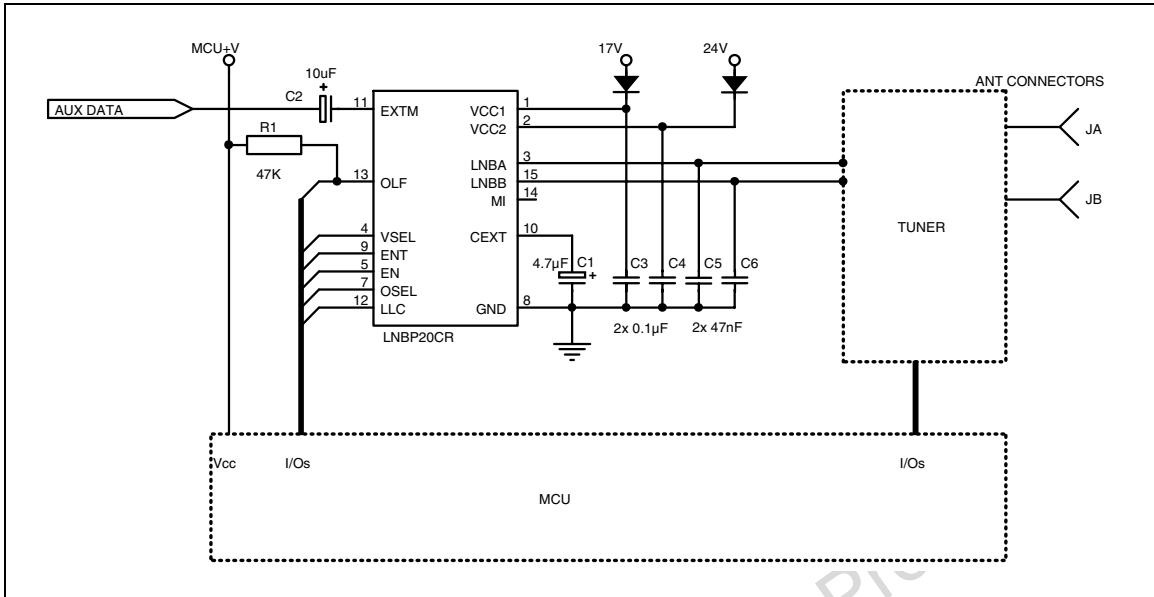 MCU+V
17V
24V
10uF
+
ANT CONNECTORS
C2
AUX DATA
11
EXTM
VCC1
1
VCC2
2
R1
JA
47K
LNBA
3
13
OLF
LNBB
15
MI
14
JB
TUNER
4
VSEL
CEXT
10
9
ENT
4.7µF
C1
+
C3
C4
C5
C6
5
EN
7
OSEL
12
LLC
GND
8
2x 0.1µF
2x 47nF
LNBP20CR
Vcc
I/Os
I/Os
MCU